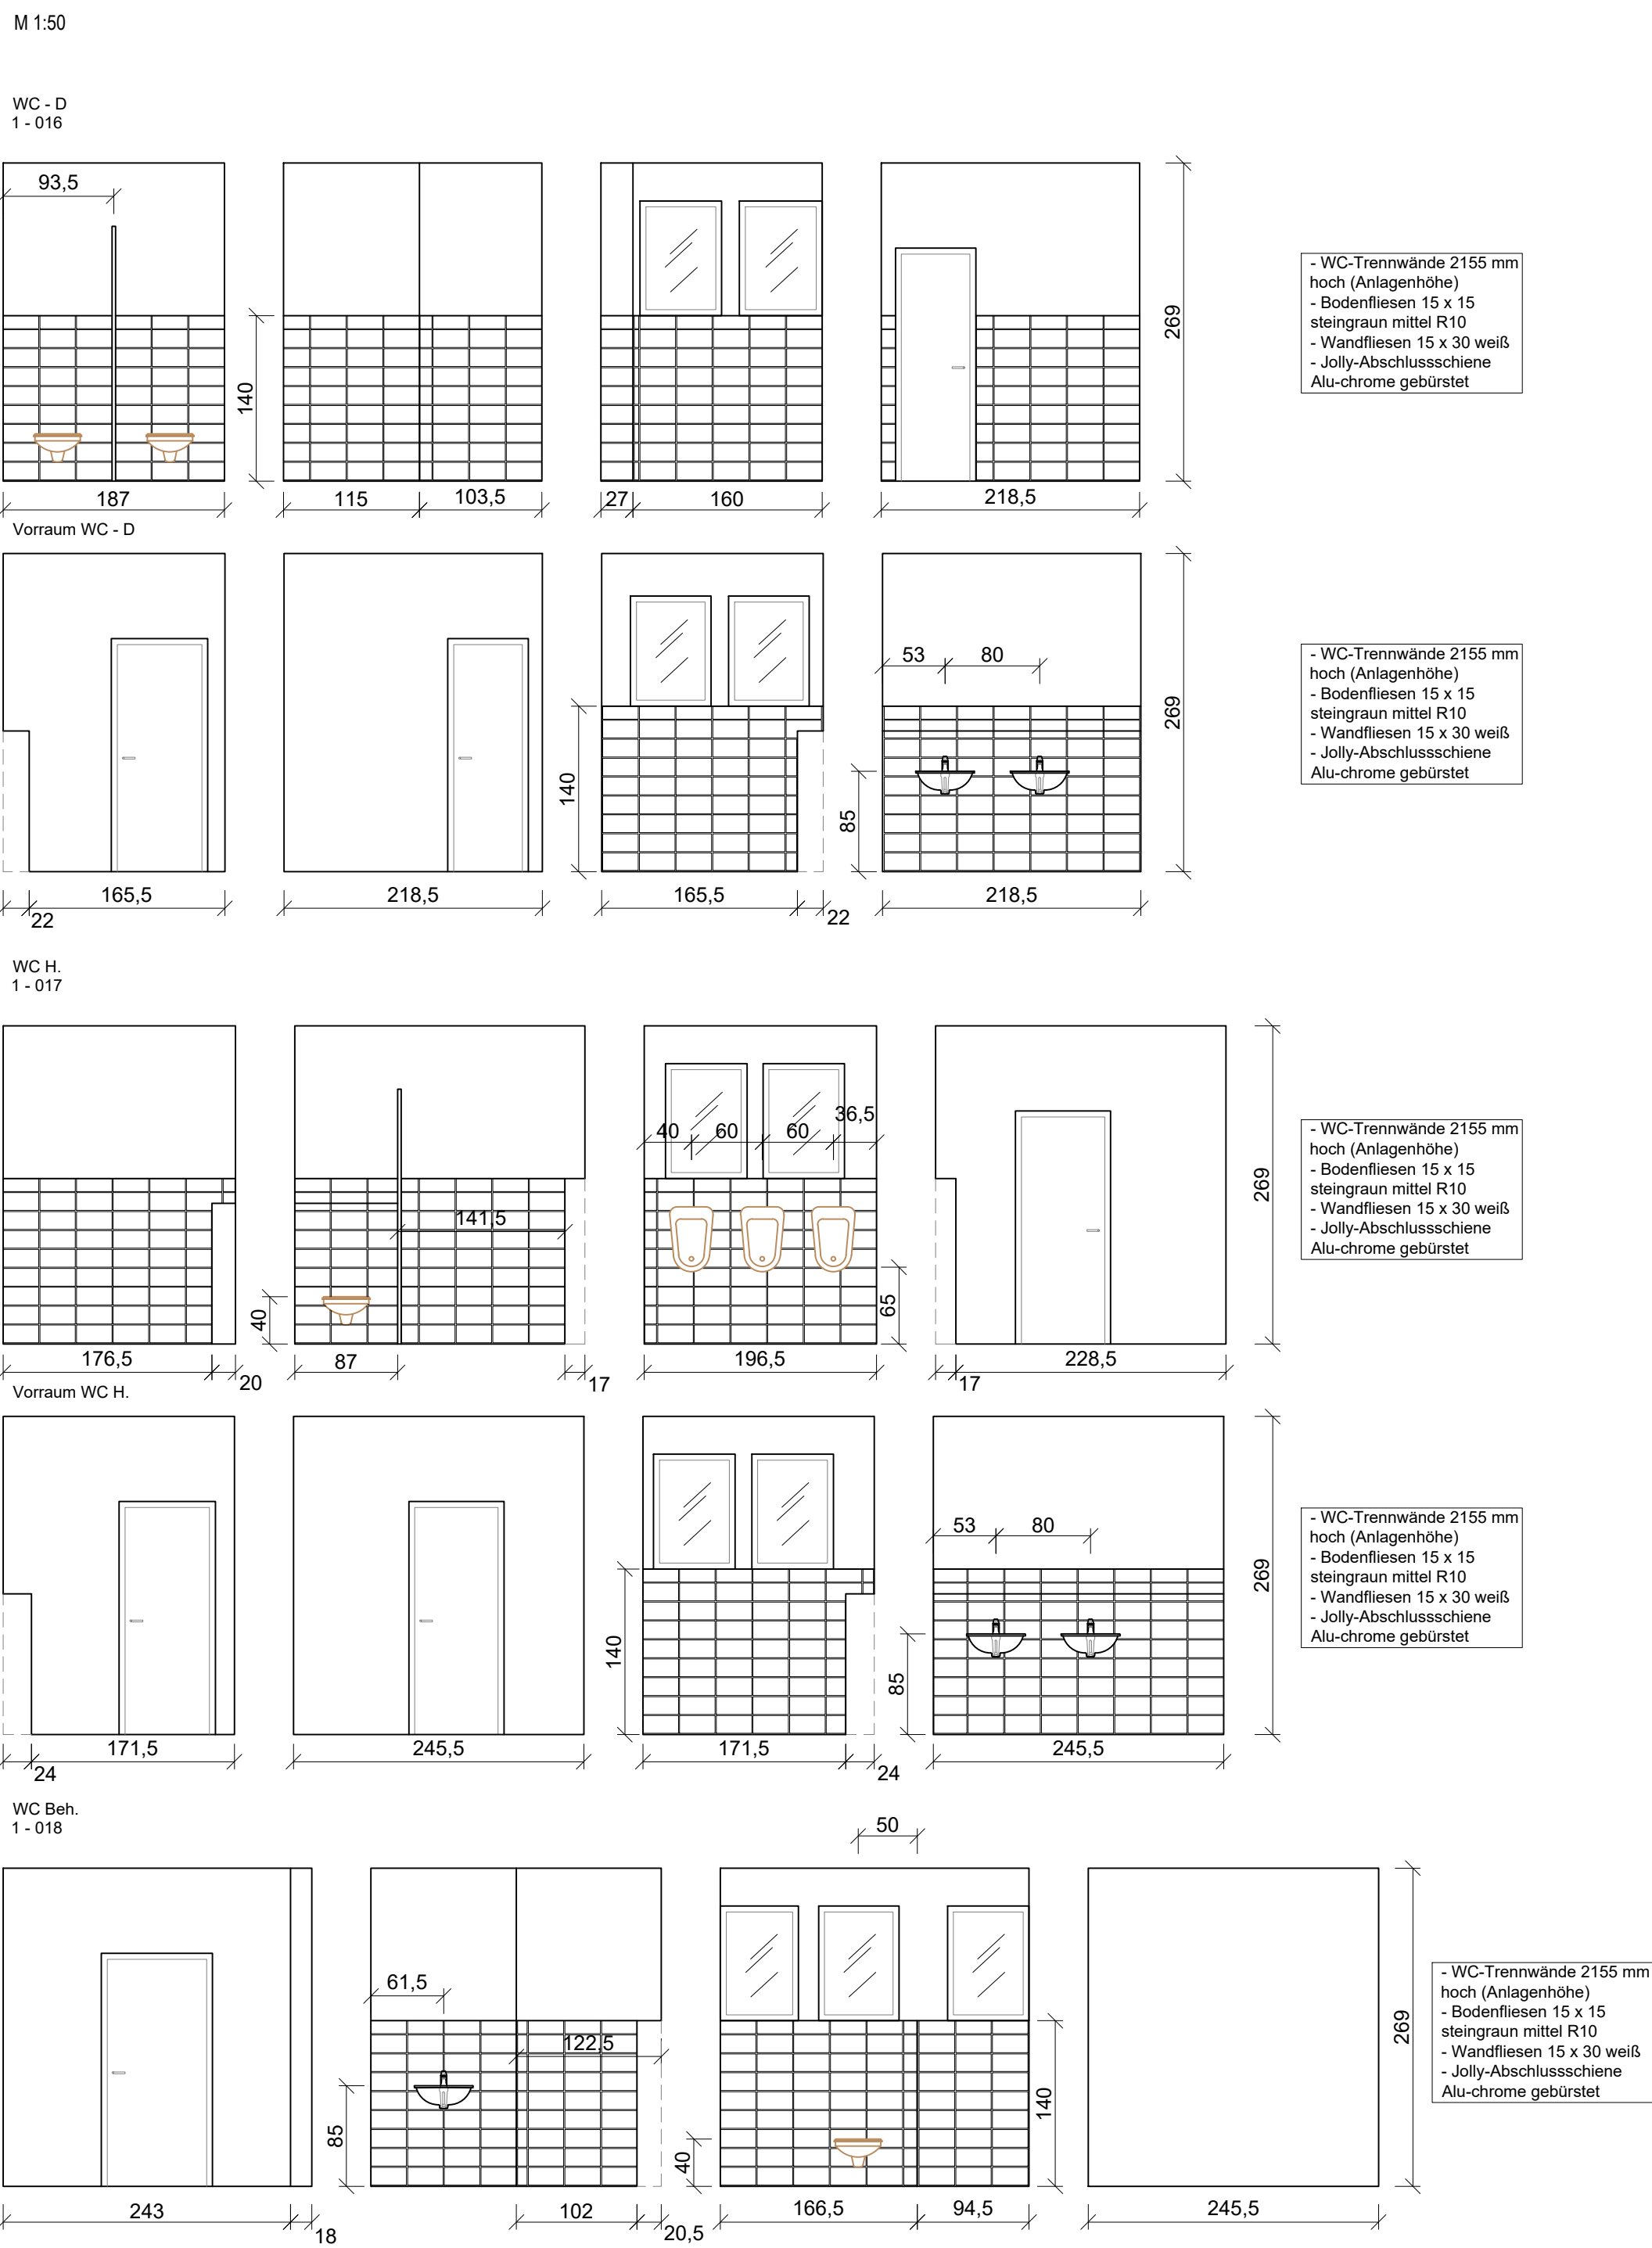 M 1:50
WC - D
1 - 016
93,5
140
269
187
115
103,5
27
160
218,5
- WC-Trennwände 2155 mm
hoch (Anlagenhöhe)
- Bodenfliesen 15 x 15
steingraun mittel R10
- Wandfliesen 15 x 30 weiß
- Jolly-Abschlussschiene
Alu-chrome gebürstet
Vorraum WC - D
53
80
140
85
269
22
165,5
218,5
165,5
22
218,5
- WC-Trennwände 2155 mm
hoch (Anlagenhöhe)
- Bodenfliesen 15 x 15
steingraun mittel R10
- Wandfliesen 15 x 30 weiß
- Jolly-Abschlussschiene
Alu-chrome gebürstet
WC H.
1 - 017
40
60
60
36,5
141,5
40
65
269
176,5
20
87
17
196,5
17
228,5
- WC-Trennwände 2155 mm
hoch (Anlagenhöhe)
- Bodenfliesen 15 x 15
steingraun mittel R10
- Wandfliesen 15 x 30 weiß
- Jolly-Abschlussschiene
Alu-chrome gebürstet
Vorraum WC H.
53
80
140
85
269
24
171,5
245,5
171,5
24
245,5
- WC-Trennwände 2155 mm
hoch (Anlagenhöhe)
- Bodenfliesen 15 x 15
steingraun mittel R10
- Wandfliesen 15 x 30 weiß
- Jolly-Abschlussschiene
Alu-chrome gebürstet
WC Beh.
1 - 018
50
61,5
122,5
85
40
140
269
243
18
102
20,5
166,5
94,5
245,5
- WC-Trennwände 2155 mm
hoch (Anlagenhöhe)
- Bodenfliesen 15 x 15
steingraun mittel R10
- Wandfliesen 15 x 30 weiß
- Jolly-Abschlussschiene
Alu-chrome gebürstet